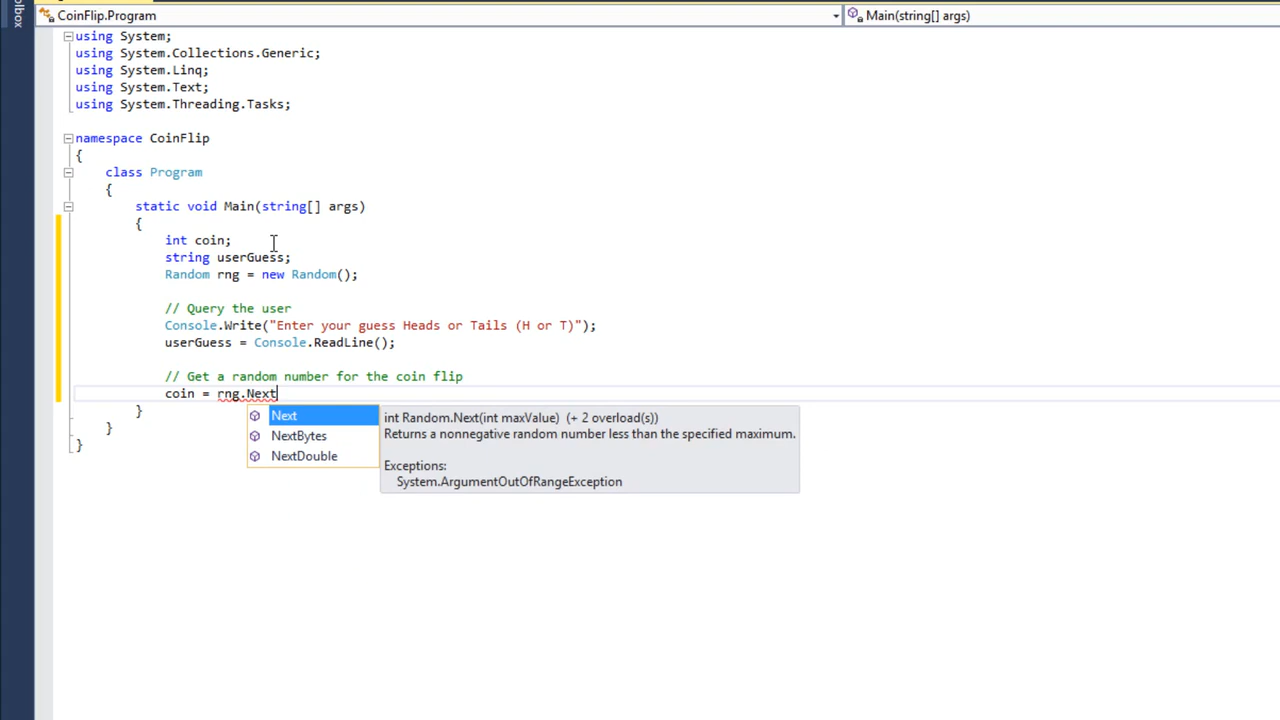 olbox
CoinFlip.Program
Main(string[] args)
using System;
using System.Collections.Generic;
using System.Linq;
using System.Text;
using System.Threading.Tasks;
namespace CoinFlip
{
class Program
{
static void Main(string[] args)
{
int coin;
string userGuess;
Random rng = new Random();
// Query the user
Console.Write("Enter your guess Heads or Tails (H or T)");
userGuess = Console.ReadLine();
// Get a random number for the coin flip
coin = rng.Next
}
}
}
Next
NextBytes
NextDouble
int Random.Next(int maxValue) (+ 2 overload(s))
Returns a nonnegative random number less than the specified maximum.
Exceptions:
System.ArgumentOutOfRangeException